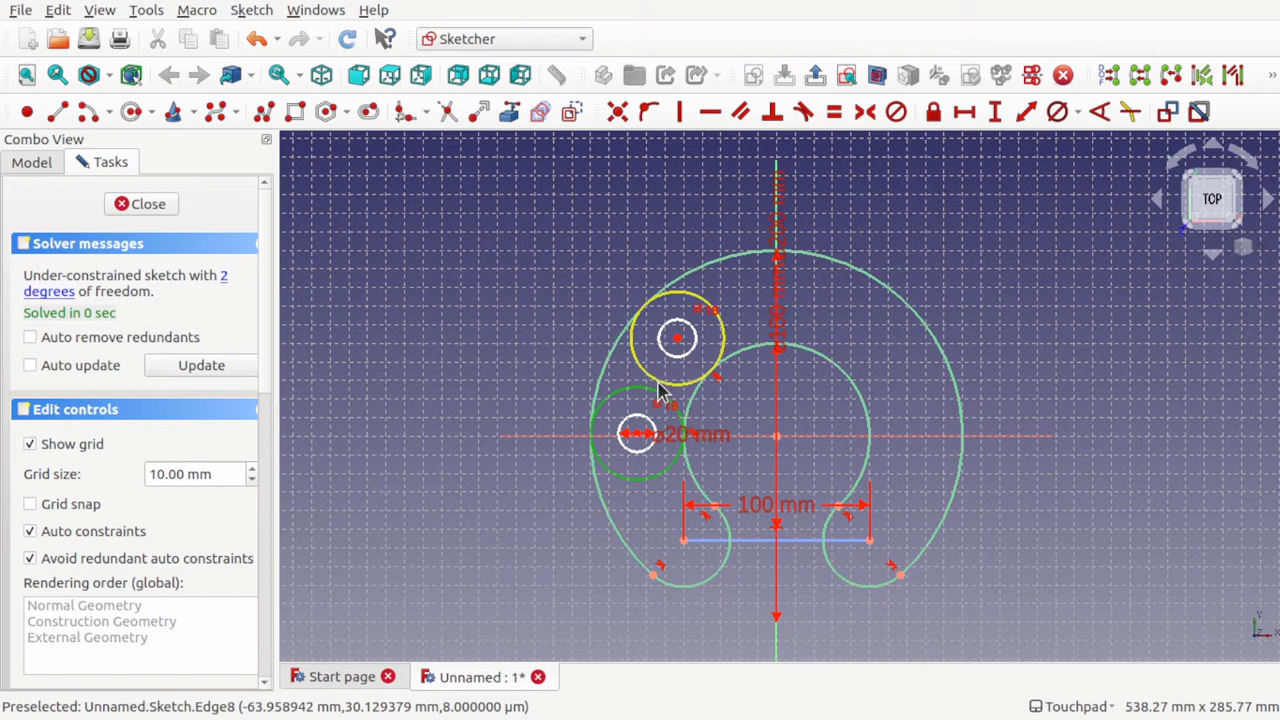 File Edit View Tools Macro Sketch Windows Help
Sketcher
Combo View
Model Tasks
Close
TOP
Solver messages
Under-constrained sketch with 2
degrees of freedom.
Solved in 0 sec
Auto remove redundants
Auto update Update
Edit controls
Show grid
Grid size: 10.00 mm
Grid snap
Auto constraints
Avoid redundant auto constraints
Rendering order (global):
Normal Geometry
Construction Geometry
External Geometry
18
18
⌀20 mm
100 mm
Y
Z X
Start page Unnamed : 1*
Preselected: Unnamed.Sketch.Edge8 (-63.958942 mm,30.129379 mm,8.000000 µm) Touchpad 538.27 mm × 285.77 mm